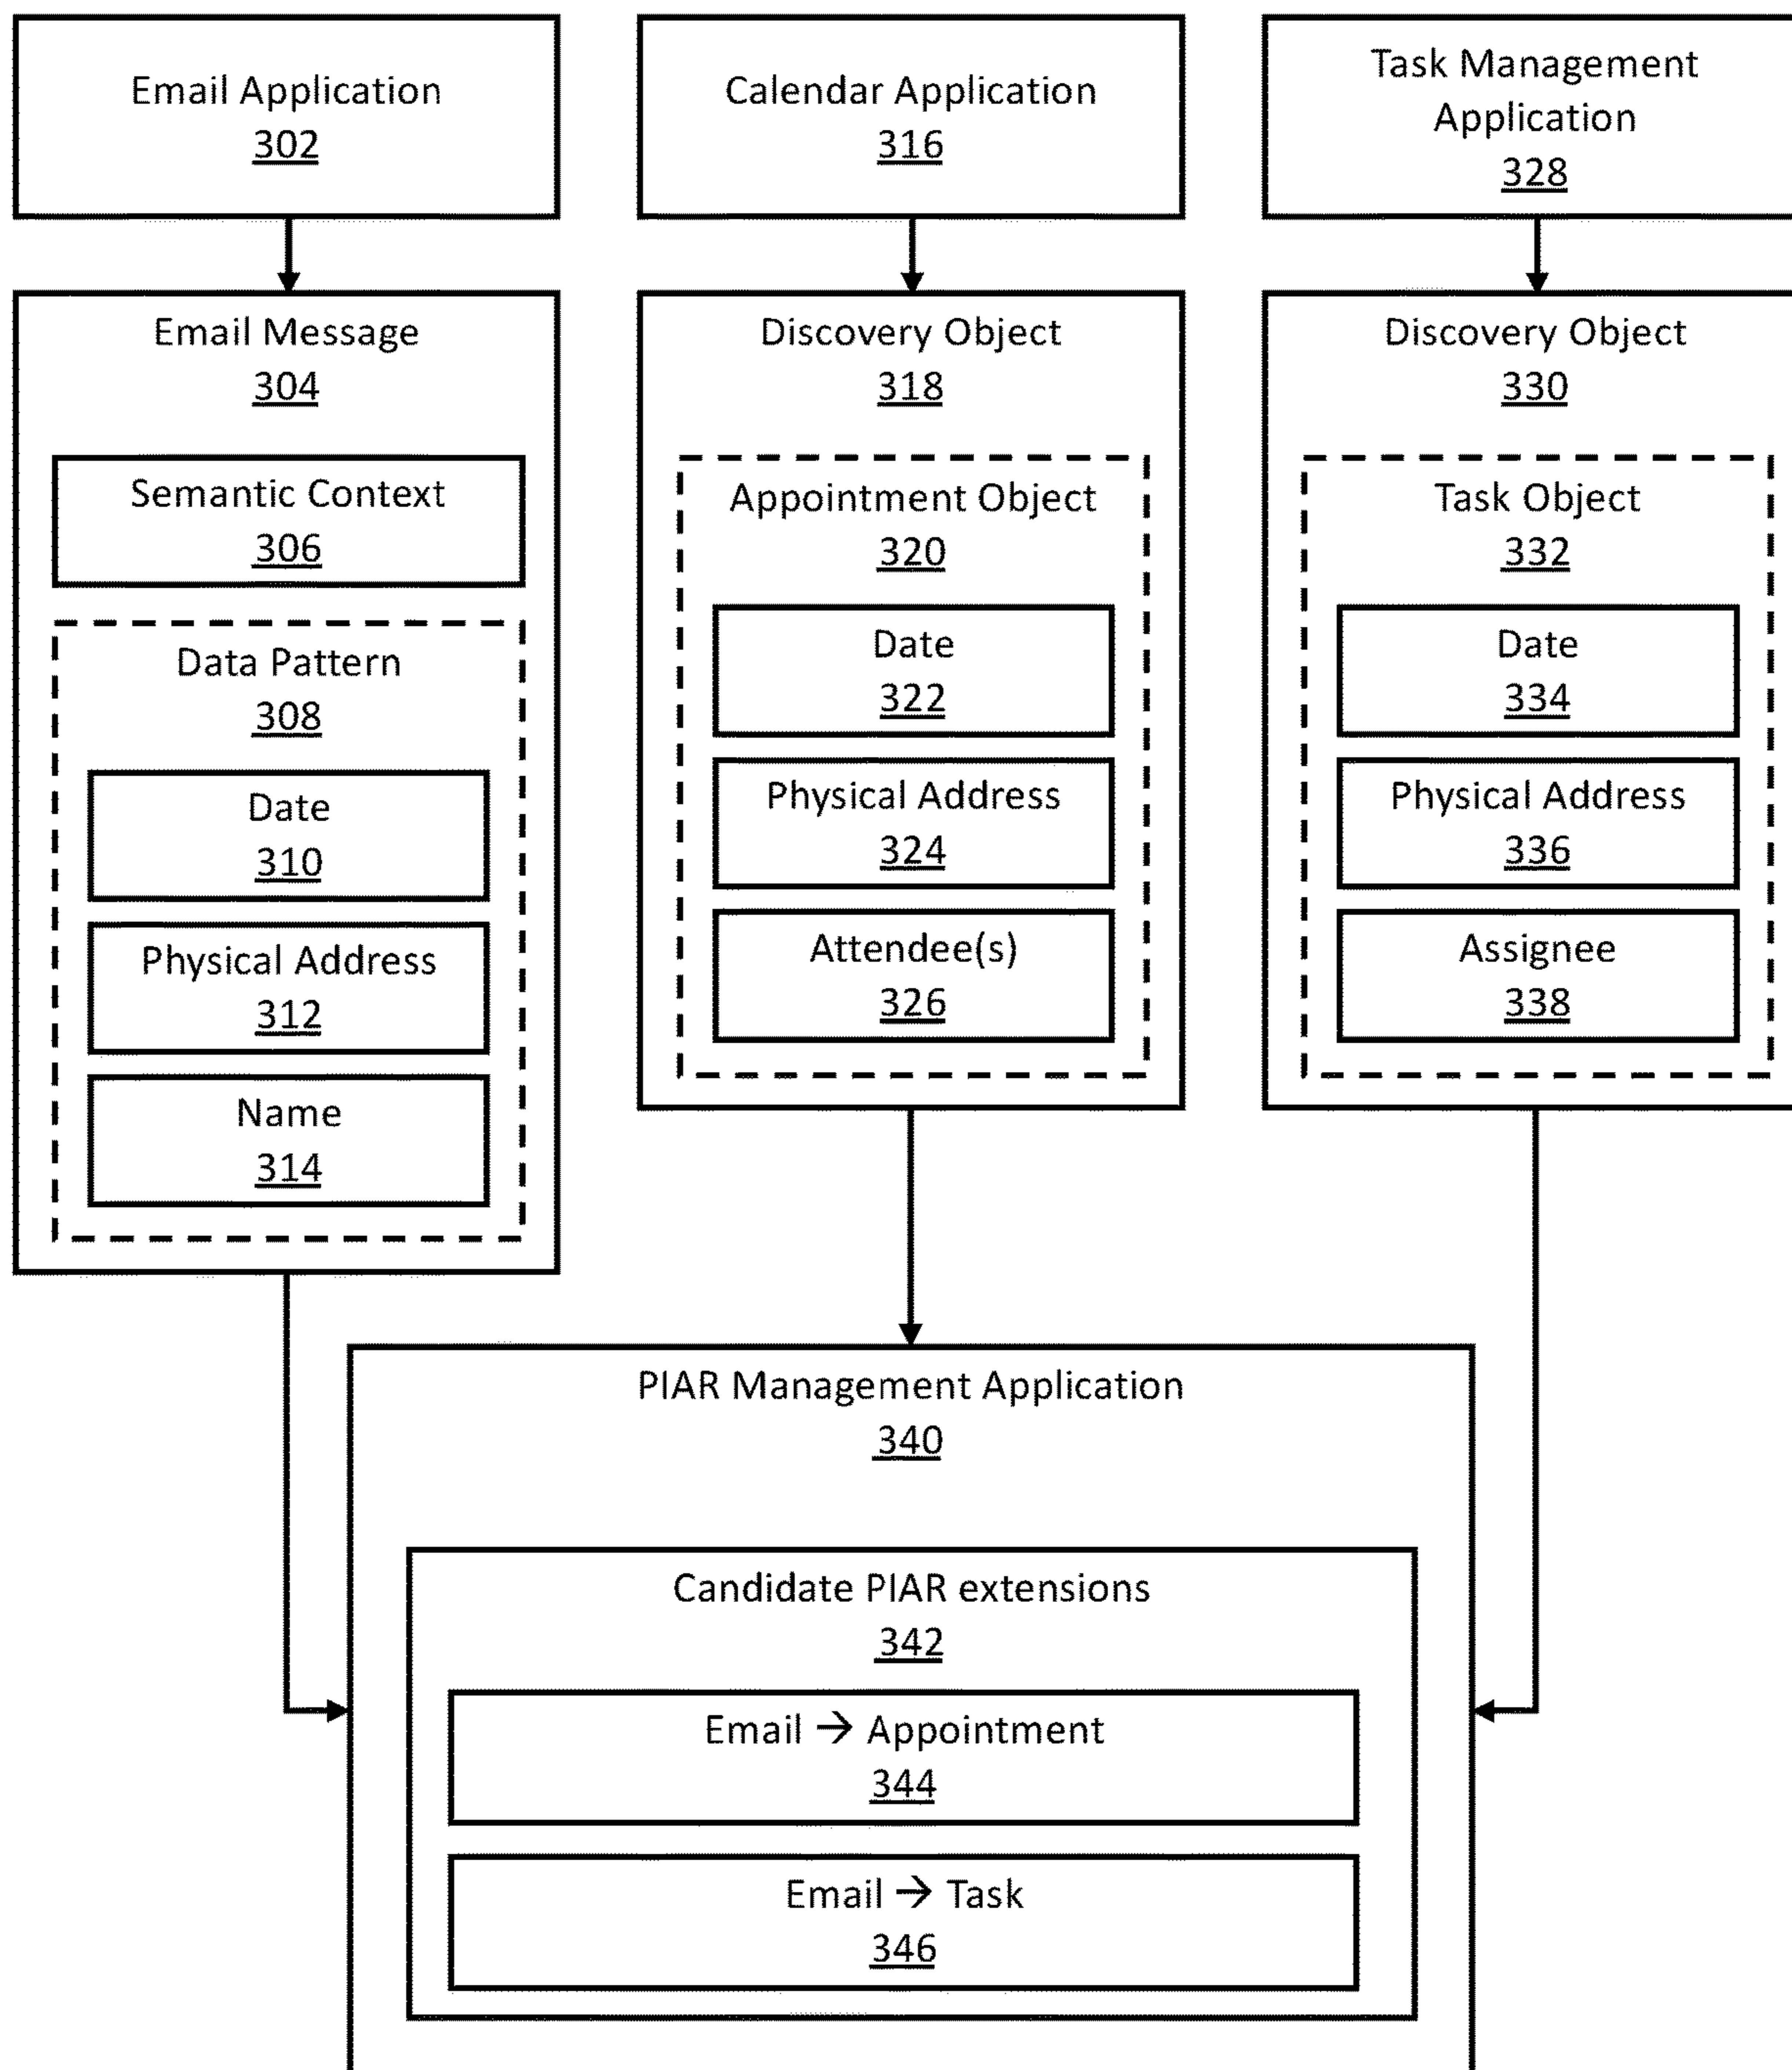 Email Application
302
Calendar Application
316
Task Management
Application
328
Email Message
304
Semantic Context
306
Data Pattern
308
Date
310
Physical Address
312
Name
314
Discovery Object
318
Appointment Object
320
Date
322
Physical Address
324
Attendee(s)
326
Discovery Object
330
Task Object
332
Date
334
Physical Address
336
Assignee
338
PIAR Management Application
340
Candidate PIAR extensions
342
Email → Appointment
344
Email → Task
346